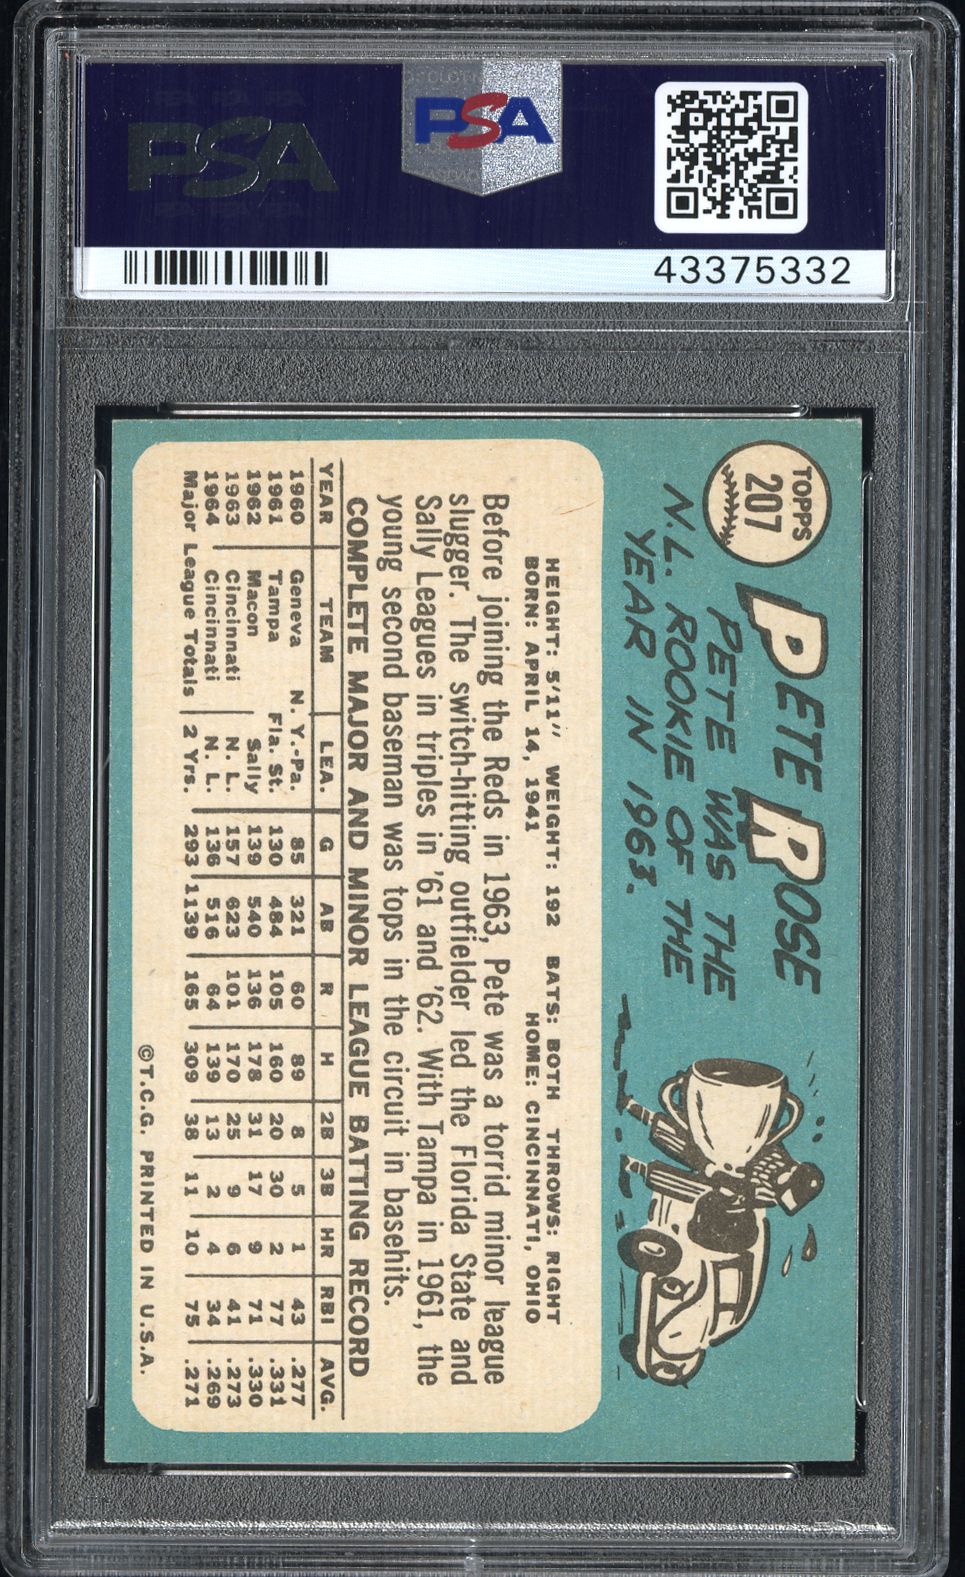 PSA
PSA
43375332
TOPPS
207
PETE ROSE
PETE WAS THE
N.L. ROOKIE OF THE
YEAR IN 1963.
HEIGHT: 5'11" WEIGHT: 192 BATS: BOTH THROWS: RIGHT
BORN: APRIL 14, 1941 HOME: CINCINNATI, OHIO
Before joining the Reds in 1963, Pete was a torrid minor league
slugger. The switch-hitting outfielder led the Florida State and
Sally Leagues in triples in '61 and '62. With Tampa in 1961, the
young second baseman was tops in the circuit in basehits.
COMPLETE MAJOR AND MINOR LEAGUE BATTING RECORD
YEAR TEAM LEA. G AB R H 2B 3B HR RBI AVG.
1960 Geneva N. Y.-Pa. 85 321 60 89 8 5 1 43 .277
1961 Tampa Fla. St. 130 484 105 160 20 30 2 77 .331
1962 Macon Sally 139 540 136 178 31 17 9 71 .330
1963 Cincinnati N. L. 157 623 101 170 25 9 6 41 .273
1964 Cincinnati N. L. 136 516 64 139 13 2 4 34 .269
Major League Totals 2 Yrs. 293 1139 165 309 38 11 10 75 .271
©T.C.G. PRINTED IN U.S.A.